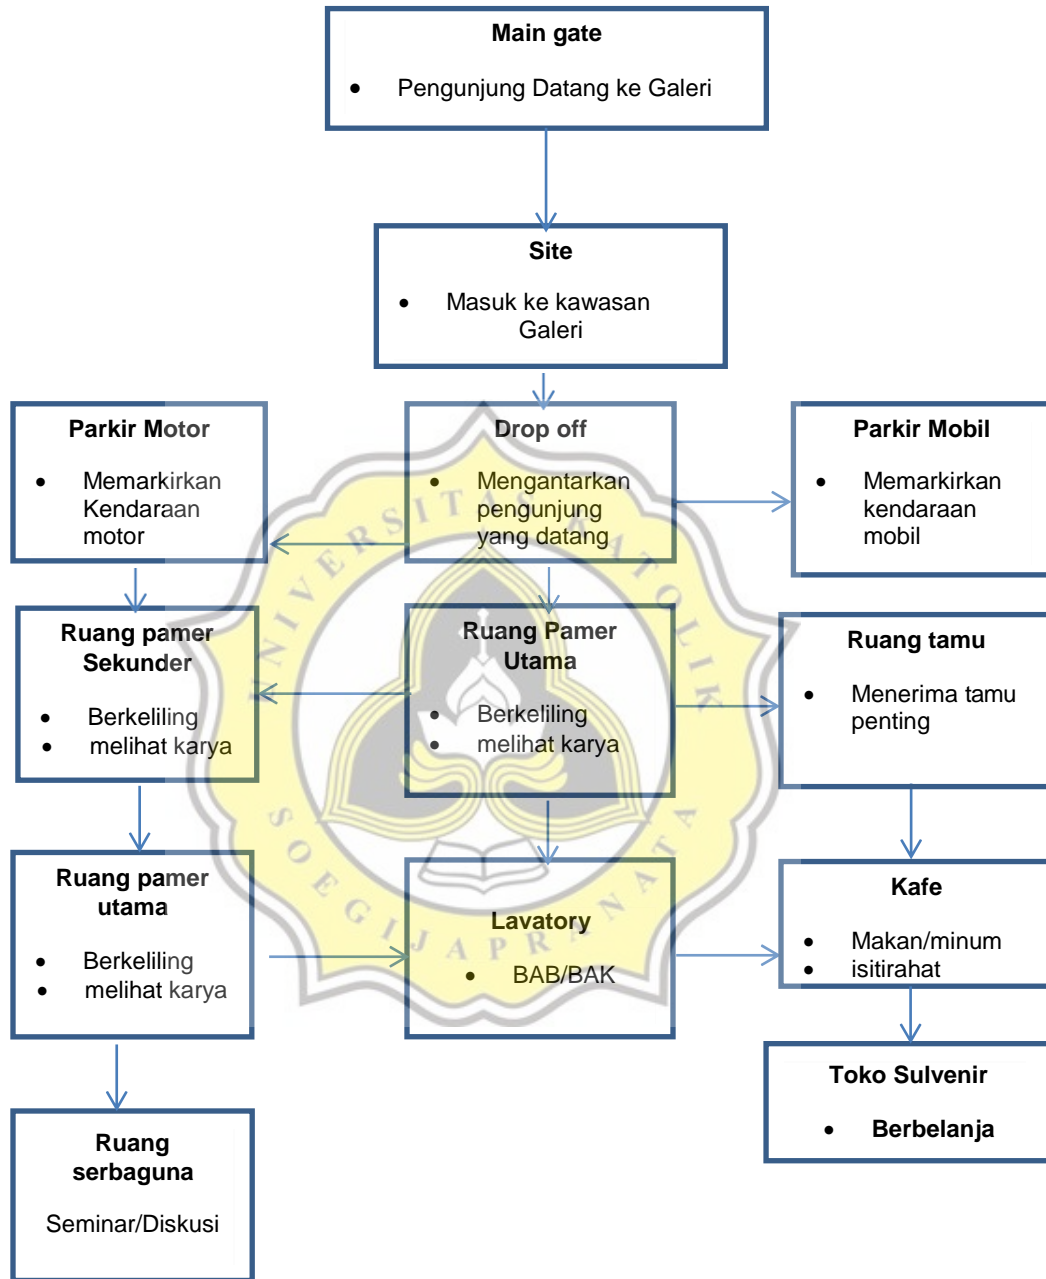 Main gate
• Pengunjung Datang ke Galeri
Site
• Masuk ke kawasan
Galeri
Parkir Motor
• Memarkirkan
Kendaraan
motor
Drop off
• Mengantarkan
pengunjung
yang datang
Parkir Mobil
• Memarkirkan
kendaraan
mobil
Ruang pamer
Sekunder
• Berkeliling
• melihat karya
Ruang Pamer
Utama
• Berkeliling
• melihat karya
Ruang tamu
• Menerima tamu
penting
Ruang pamer
utama
• Berkeliling
• melihat karya
Lavatory
• BAB/BAK
Kafe
• Makan/minum
• isitirahat
Toko Sulvenir
• Berbelanja
Ruang
serbaguna
Seminar/Diskusi
UNIVERSITAS KATOLIK
SOEGIJAPRANATA